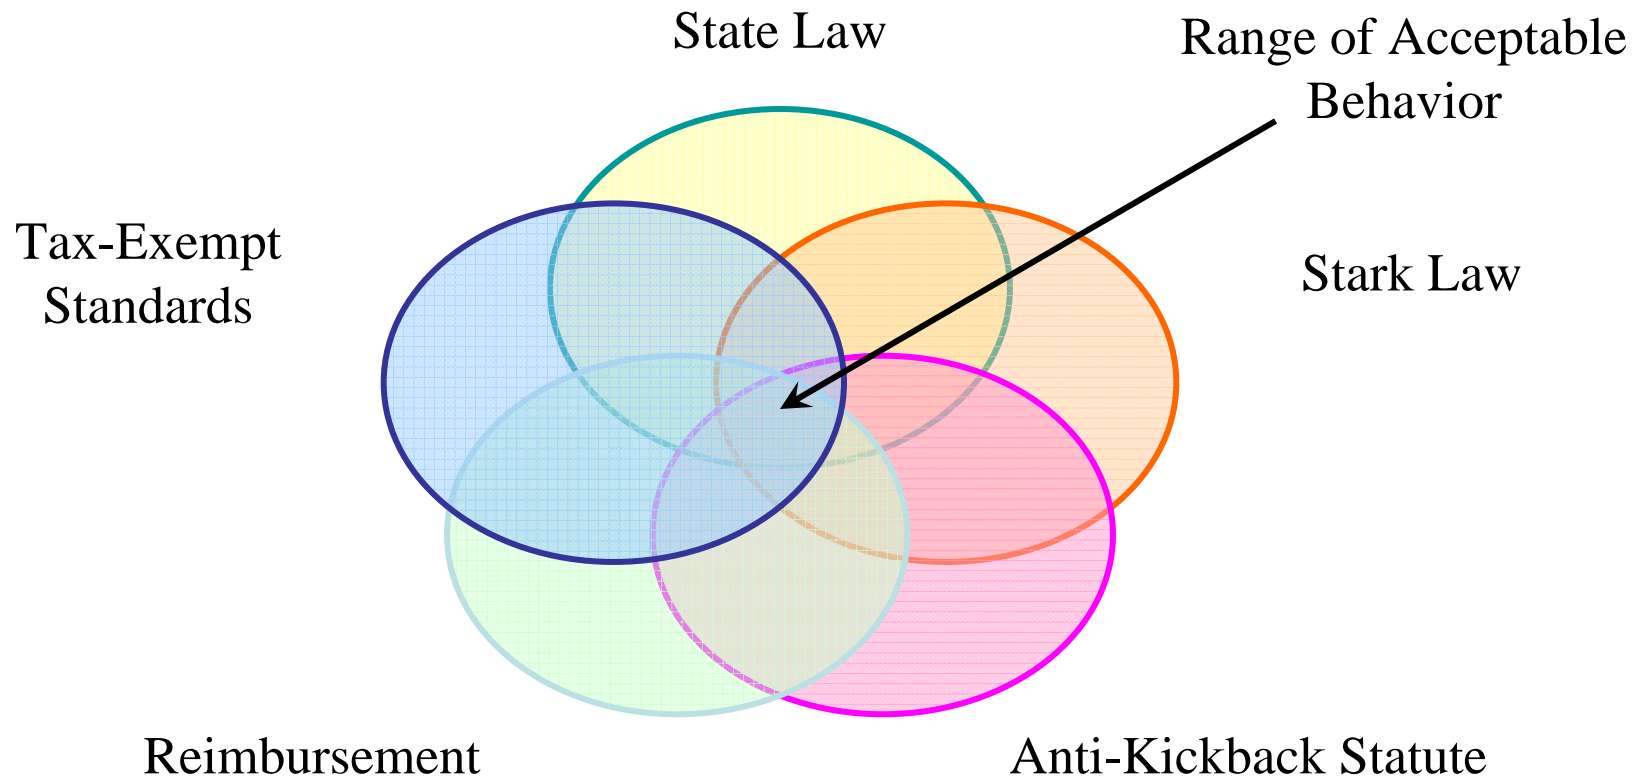 State Law
Range of Acceptable
Behavior
Tax-Exempt
Standards
Stark Law
Reimbursement
Anti-Kickback Statute